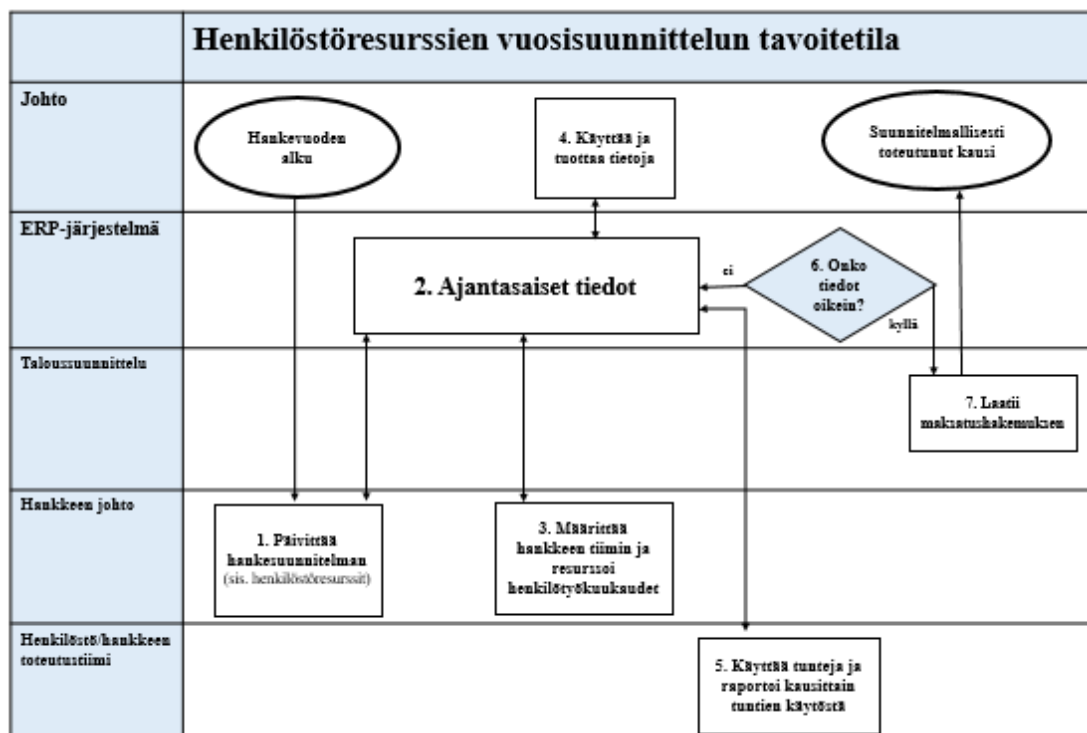 Henkilöstöresurssien vuosisuunnittelun tavoitetila
Johto
Hankevuoden
alku
4. Käyttää ja
tuottaa tietoja
Suunnitelmallisesti
toteutunut kausi
ERP-järjestelmä
2. Ajantasaiset tiedot
ei
6. Onko
tiedot
oikein?
kyllä
Taloussuunnittelu
7. Laatii
maksatushakemuksen
Hankkeen johto
1. Päivittää
hankesuunnitelman
(sis. henkilöstöresurssit)
3. Määrittää
hankkeen tiimin ja
resurssoi
henkilötyökuukaudet
Henkilöstö/hankkeen
toteutustiimi
5. Käyttää tunteja ja
raportoi kausittain
tuntien käytöstä